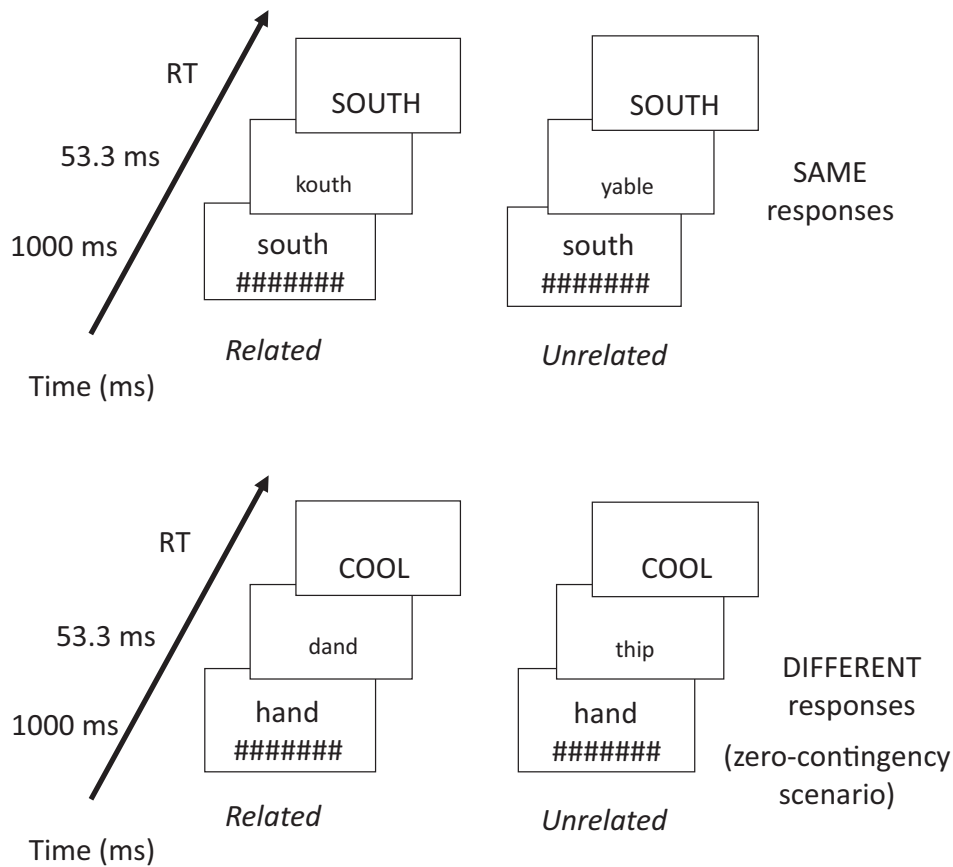 RT
SOUTH
SOUTH
53.3 ms
kouth
yable
SAME
responses
1000 ms
south
#######
south
#######
Related
Unrelated
Time (ms)
RT
COOL
COOL
53.3 ms
dand
thip
DIFFERENT
responses
(zero-contingency
scenario)
1000 ms
hand
#######
hand
#######
Related
Unrelated
Time (ms)